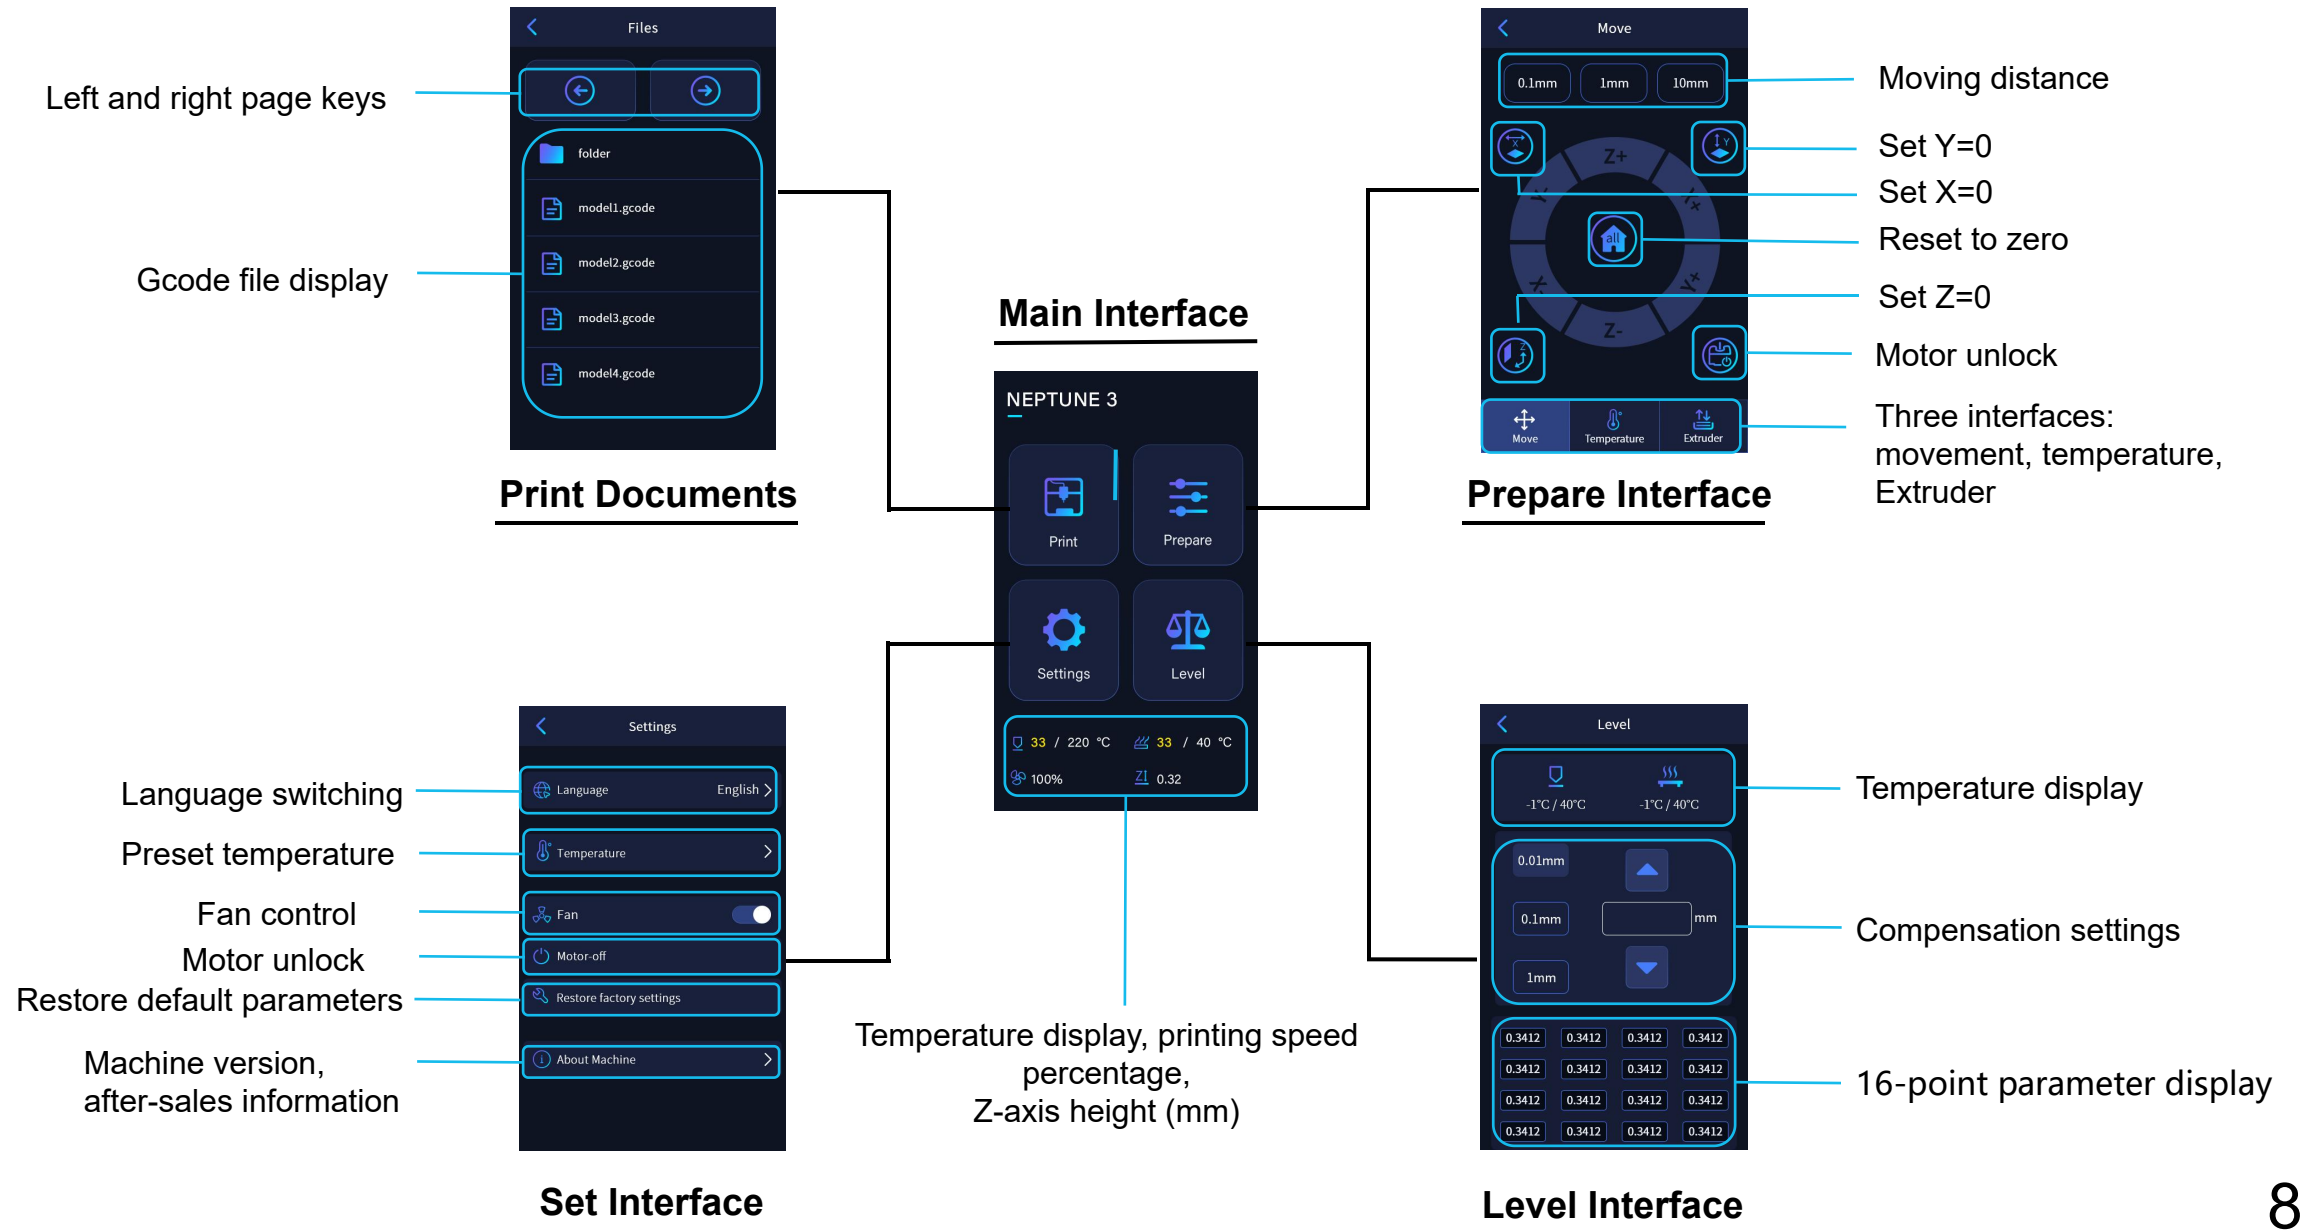 Files
Left and right page keys
folder
model1.gcode
model2.gcode
Gcode file display
model3.gcode
model4.gcode
Print Documents
Move
0.1mm 1mm 10mm
Moving distance
X
Y
Set Y=0
Set X=0
Z+
Y-
X+
all
Reset to zero
X-
Y+
Set Z=0
Z-
Z
Motor unlock
Move Temperature Extruder
Three interfaces:
movement, temperature,
Extruder
Prepare Interface
Main Interface
NEPTUNE 3
Print Prepare
Settings Level
33 / 220 °C 33 / 40 °C
100% Z 0.32
Temperature display, printing speed
percentage,
Z-axis height (mm)
Settings
Language switching
Language English
Preset temperature
Temperature
Fan control
Fan
Motor unlock
Motor-off
Restore default parameters
Restore factory settings
Machine version,
after-sales information
About Machine
Set Interface
Level
-1°C / 40°C -1°C / 40°C
Temperature display
0.01mm
0.1mm mm
1mm
Compensation settings
0.3412 0.3412 0.3412 0.3412
0.3412 0.3412 0.3412 0.3412
0.3412 0.3412 0.3412 0.3412
0.3412 0.3412 0.3412 0.3412
16-point parameter display
Level Interface
8